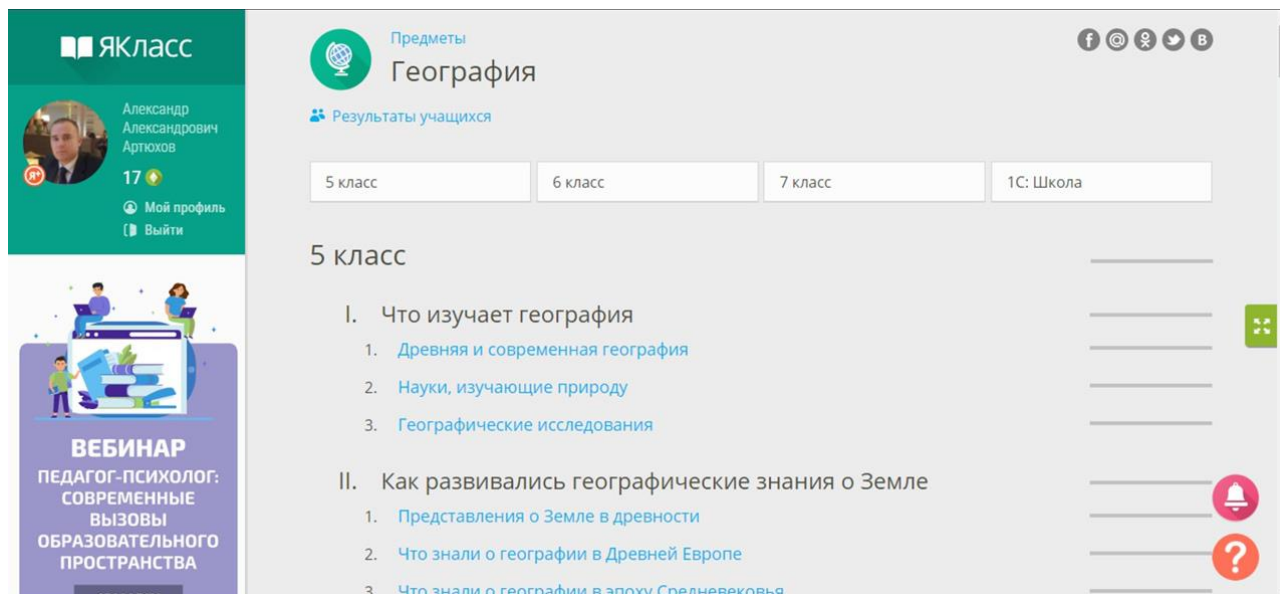 ЯКласс
Александр
Александрович
Артюхов
Я+
17
Мой профиль
Выйти
ВЕБИНАР
ПЕДАГОГ-ПСИХОЛОГ:
СОВРЕМЕННЫЕ
ВЫЗОВЫ
ОБРАЗОВАТЕЛЬНОГО
ПРОСТРАНСТВА
Предметы
География
Результаты учащихся
5 класс 6 класс 7 класс 1С: Школа
5 класс
I. Что изучает география
1. Древняя и современная география
2. Науки, изучающие природу
3. Географические исследования
II. Как развивались географические знания о Земле
1. Представления о Земле в древности
2. Что знали о географии в Древней Европе
3. Что знали о географии в эпоху Средневековья
?